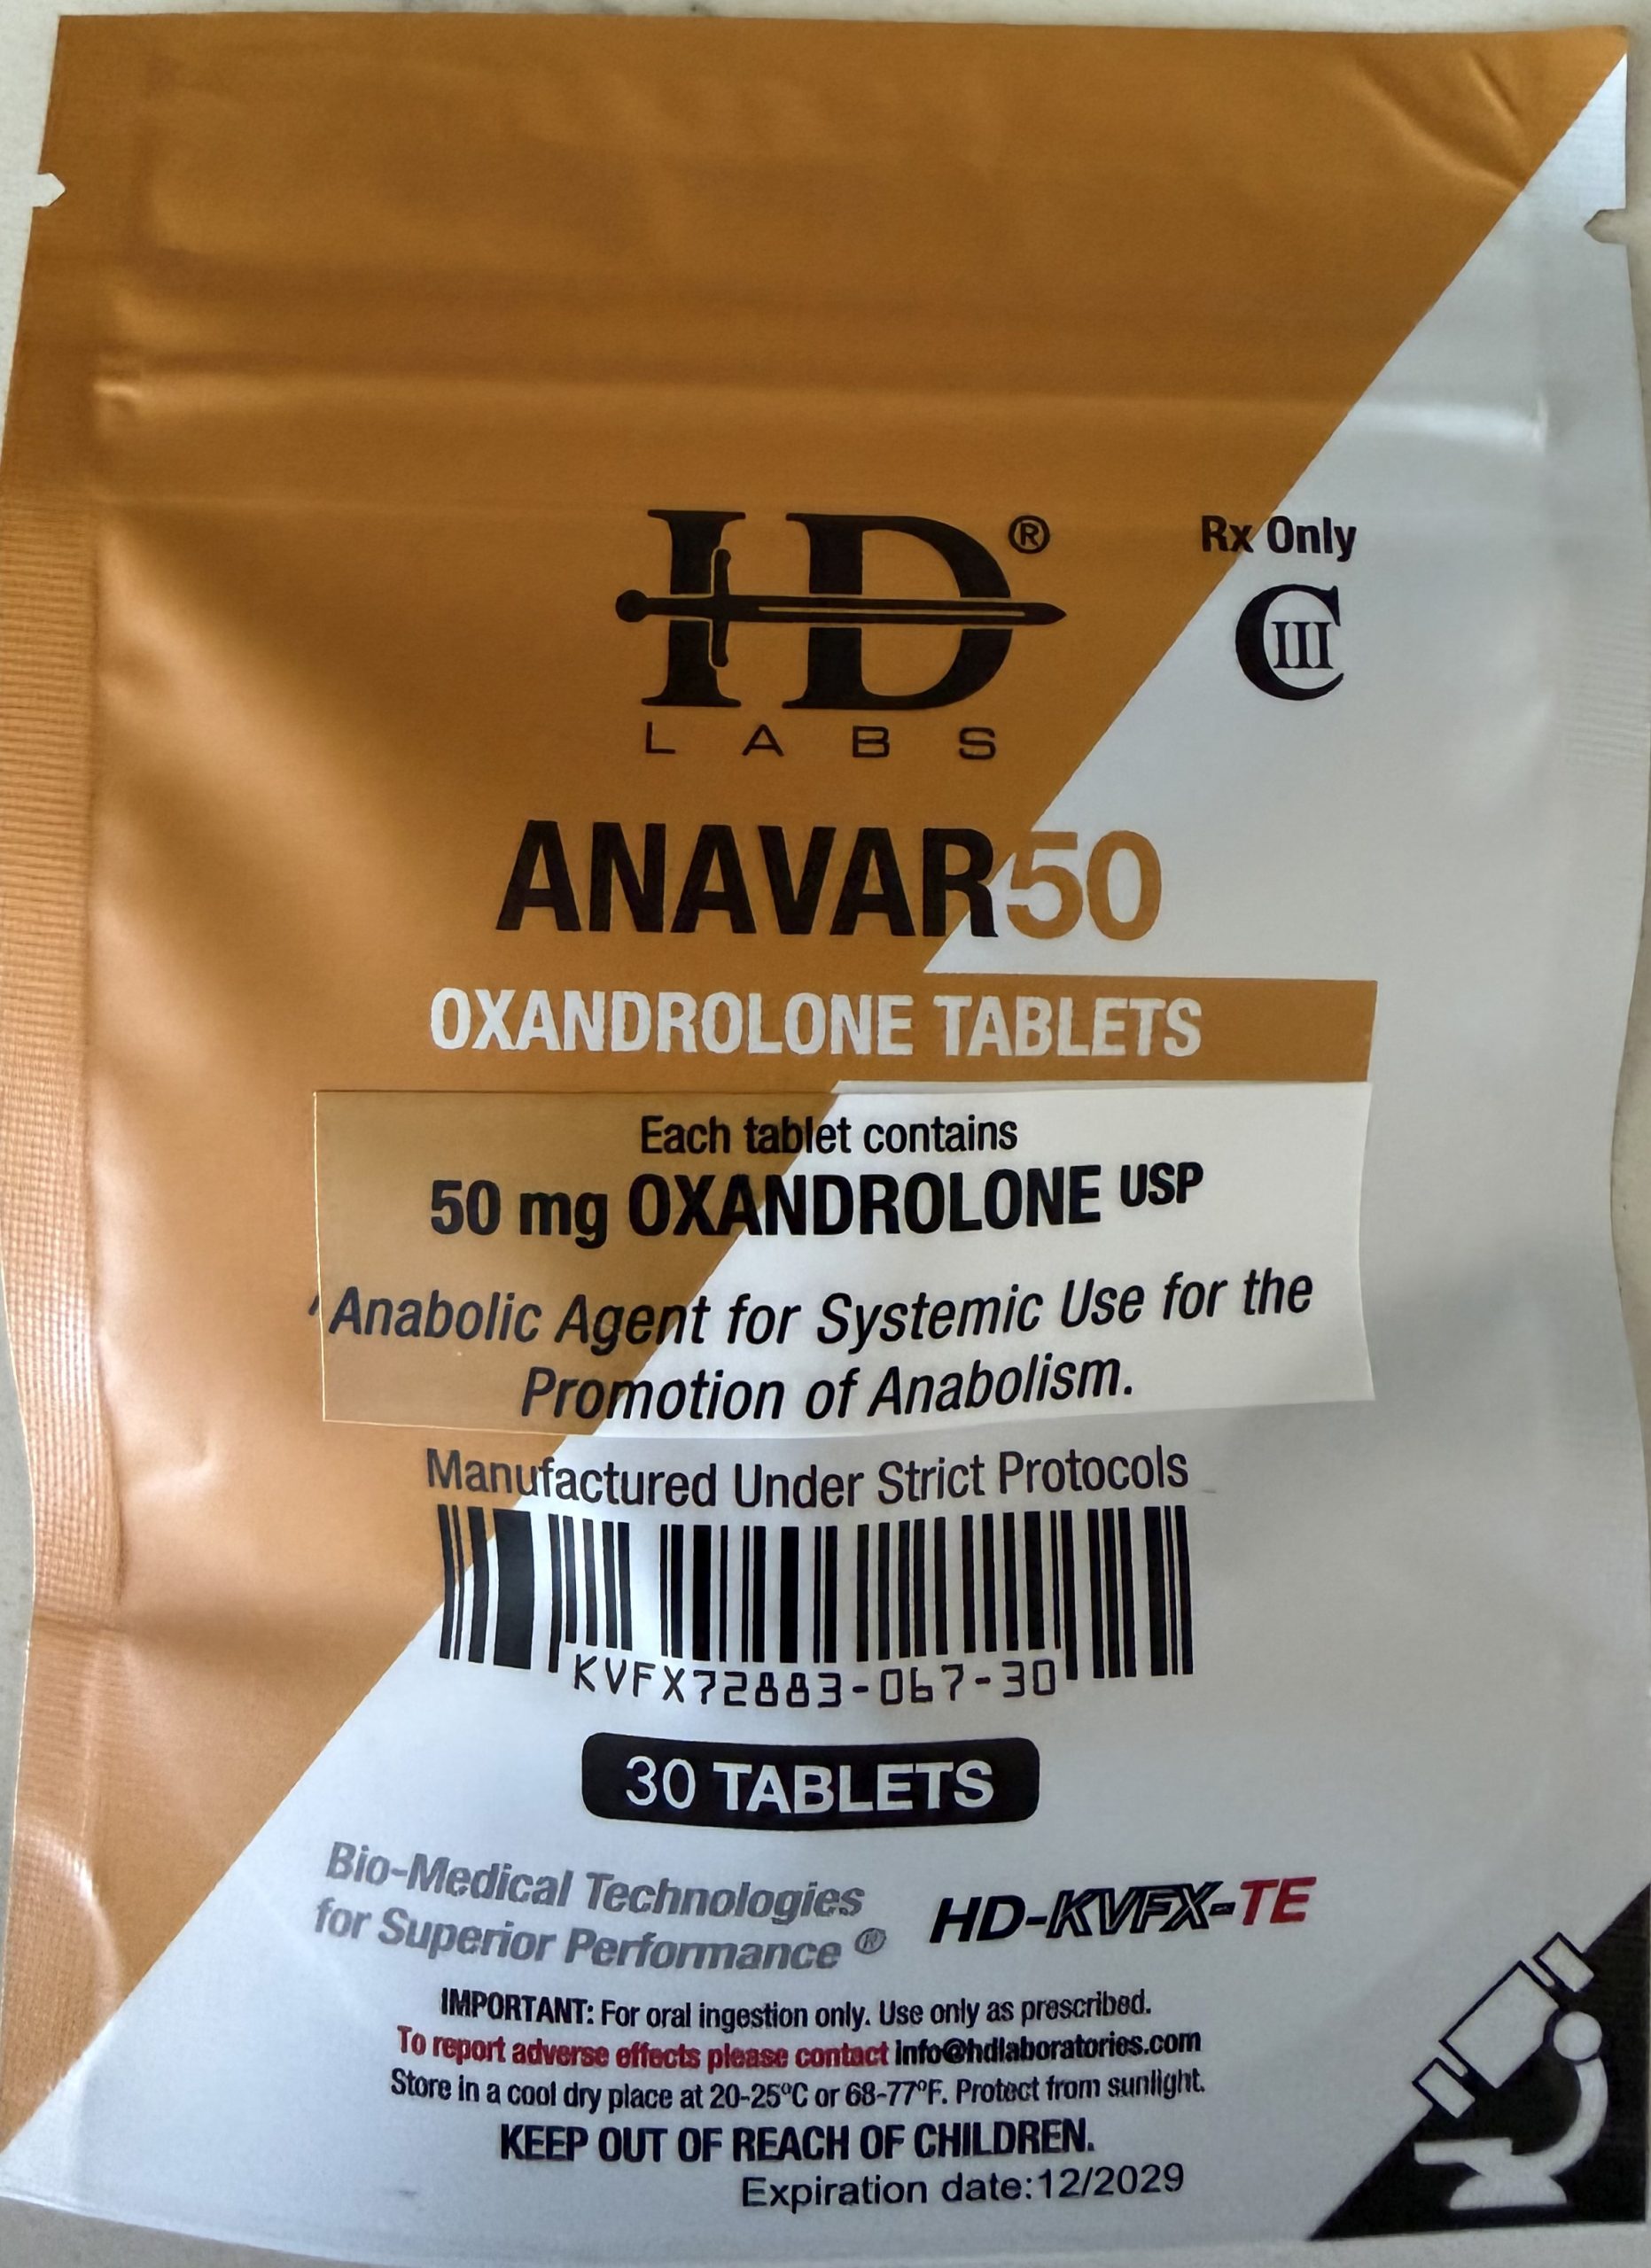 HD®
LABS
Rx Only
CIII
ANAVAR50
OXANDROLONE TABLETS
Each tablet contains
50 mg OXANDROLONE USP
Anabolic Agent for Systemic Use for the
Promotion of Anabolism.
Manufactured Under Strict Protocols
KVFX72883-067-30
30 TABLETS
Bio-Medical Technologies
for Superior Performance ®
HD-KVFX-TE
IMPORTANT: For oral ingestion only. Use only as prescribed.
To report adverse effects please contact info@hdlaboratories.com
Store in a cool dry place at 20-25°C or 68-77°F. Protect from sunlight.
KEEP OUT OF REACH OF CHILDREN.
Expiration date:12/2029